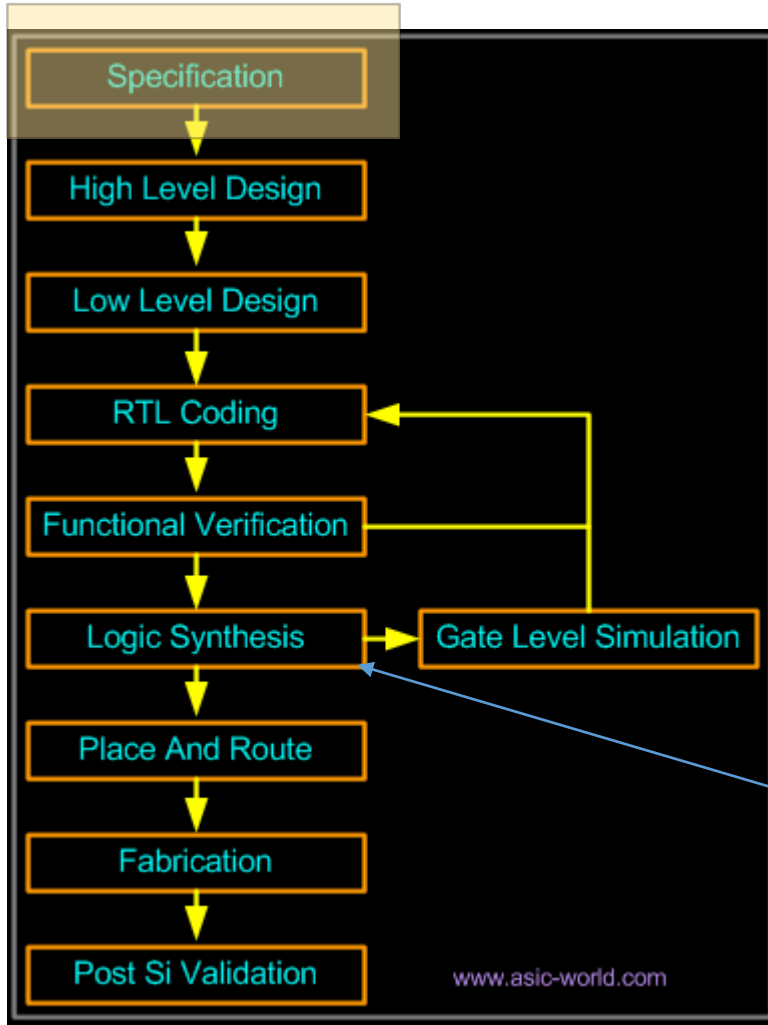 Specification
High Level Design
Low Level Design
RTL Coding
Functional Verification
Logic Synthesis
Gate Level Simulation
Place And Route
Fabrication
Post Si Validation
www.asic-world.com